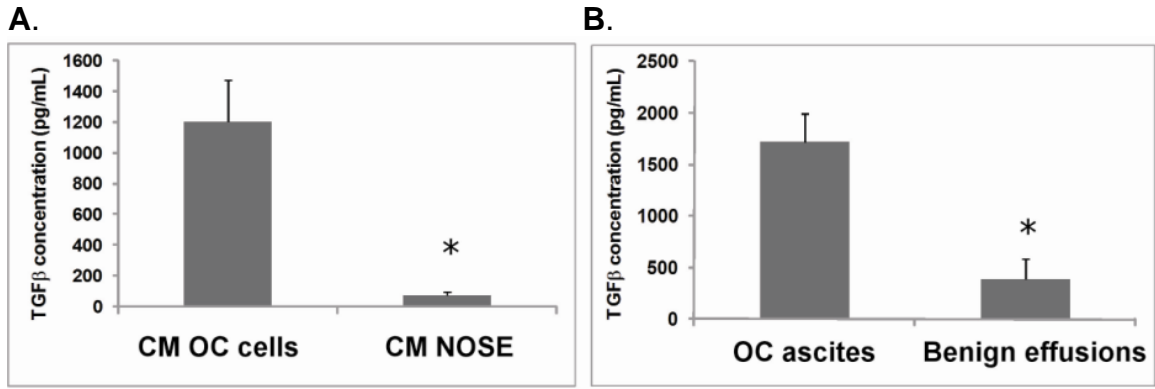 A.
B.
TGFβ concentration (pg/mL)
1600
1400
1200
1000
800
600
400
200
0
*
CM OC cells
CM NOSE
TGFβ concentration (pg/mL)
2500
2000
1500
1000
500
0
*
OC ascites
Benign effusions